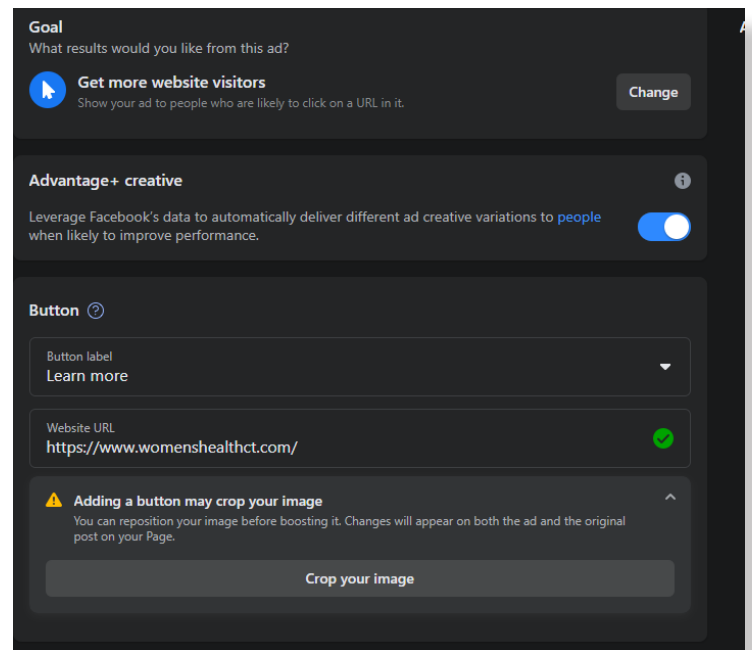 Goal
What results would you like from this ad?
Get more website visitors
Show your ad to people who are likely to click on a URL in it.
Change
Advantage+ creative
Leverage Facebook's data to automatically deliver different ad creative variations to people
when likely to improve performance.
Button
Button label
Learn more
Website URL
https://www.womenshealthct.com/
Adding a button may crop your image
You can reposition your image before boosting it. Changes will appear on both the ad and the original
post on your Page.
Crop your image